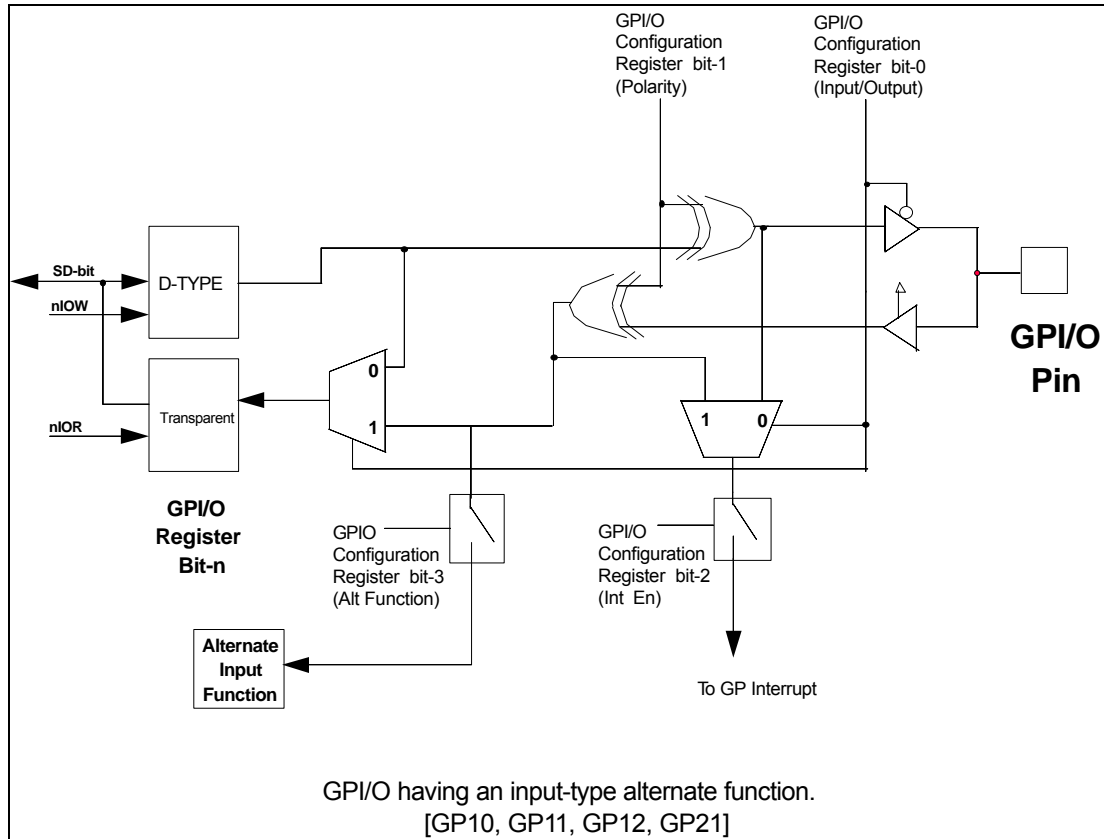 GPI/O
Configuration
Register bit-1
(Polarity)
GPI/O
Configuration
Register bit-0
(Input/Output)
SD-bit
D-TYPE
nIOW
GPI/O
Pin
0
1
Transparent
nIOR
1 0
GPI/O
Register
Bit-n
GPIO
Configuration
Register bit-3
(Alt Function)
GPI/O
Configuration
Register bit-2
(Int En)
Alternate
Input
Function
To GP Interrupt
GPI/O having an input-type alternate function.
[GP10, GP11, GP12, GP21]